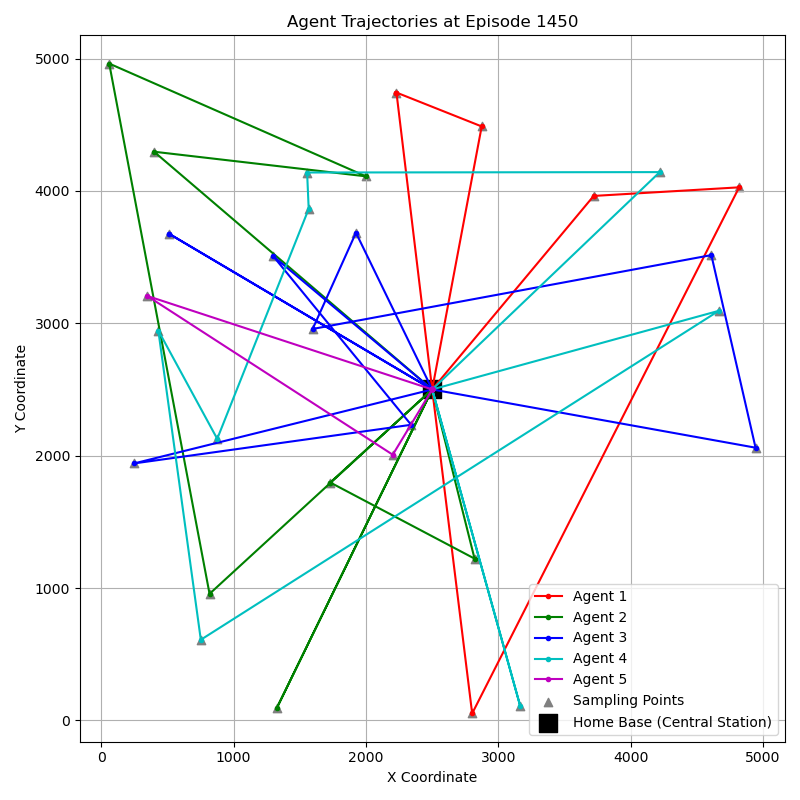 Agent Trajectories at Episode 1450
5000
4000
3000
2000
1000
0
Y Coordinate
0 1000 2000 3000 4000 5000
X Coordinate
Agent 1
Agent 2
Agent 3
Agent 4
Agent 5
Sampling Points
Home Base (Central Station)